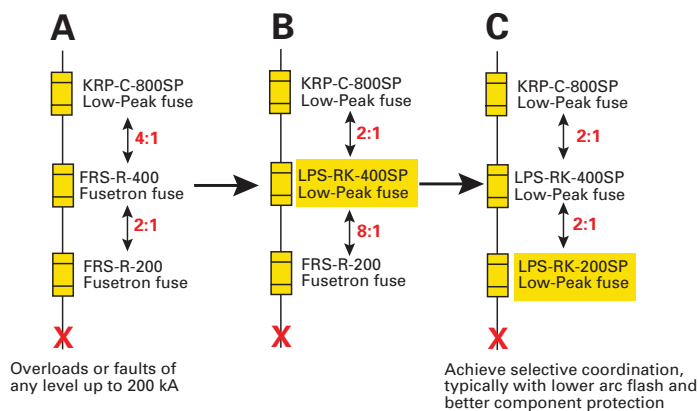 A
KRP-C-800SP
Low-Peak fuse
4:1
FRS-R-400
Fusetron fuse
2:1
FRS-R-200
Fusetron fuse
X
Overloads or faults of
any level up to 200 kA
B
KRP-C-800SP
Low-Peak fuse
2:1
LPS-RK-400SP
Low-Peak fuse
8:1
FRS-R-200
Fusetron fuse
X
C
KRP-C-800SP
Low-Peak fuse
2:1
LPS-RK-400SP
Low-Peak fuse
2:1
LPS-RK-200SP
Low-Peak fuse
X
Achieve selective coordination,
typically with lower arc flash and
better component protection